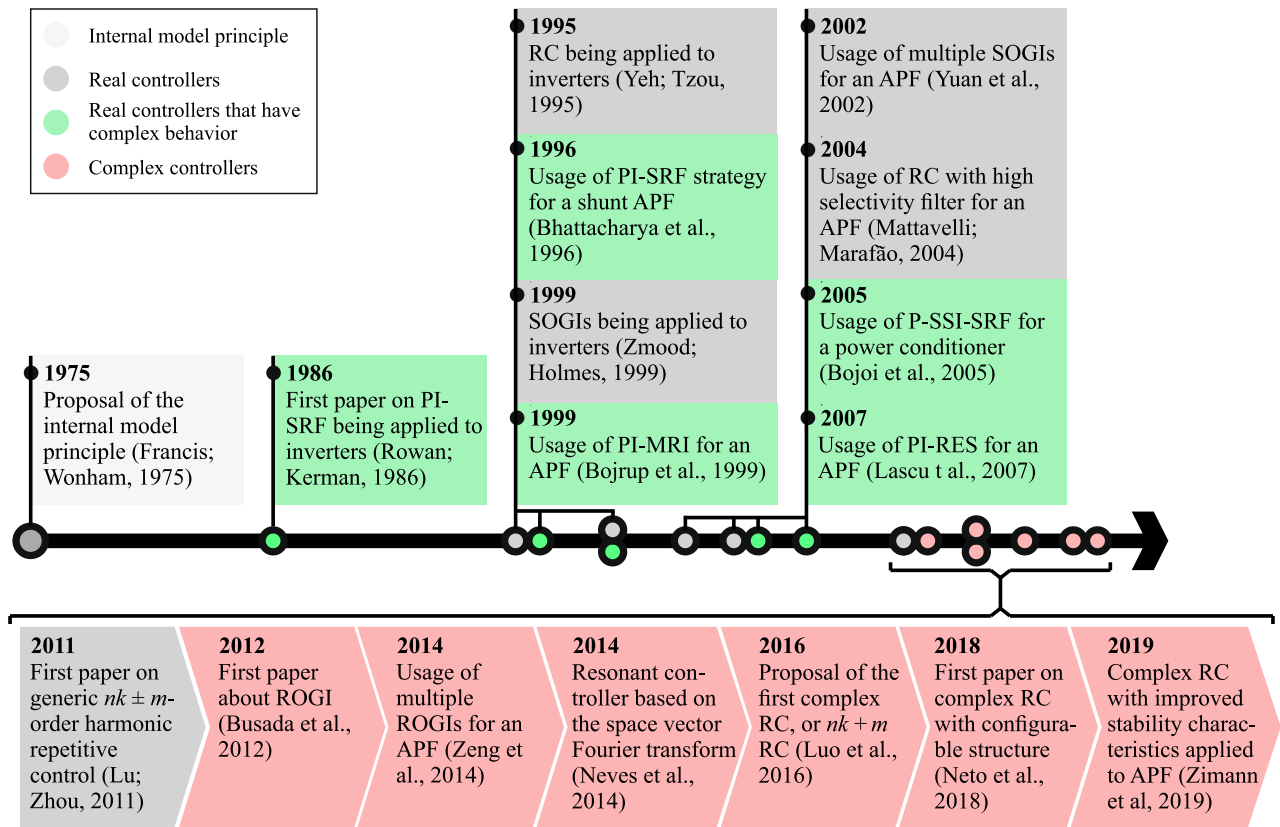 Internal model principle
Real controllers
Real controllers that have
complex behavior
Complex controllers
1975
Proposal of the
internal model
principle (Francis;
Wonham, 1975)
1986
First paper on PI-
SRF being applied to
inverters (Rowan;
Kerman, 1986)
1995
RC being applied to
inverters (Yeh; Tzou,
1995)
1996
Usage of PI-SRF strategy
for a shunt APF
(Bhattacharya et al.,
1996)
1999
SOGIs being applied to
inverters (Zmood;
Holmes, 1999)
1999
Usage of PI-MRI for an
APF (Bojrup et al., 1999)
2002
Usage of multiple SOGIs
for an APF (Yuan et al.,
2002)
2004
Usage of RC with high
selectivity filter for an
APF (Mattavelli;
Marafão, 2004)
2005
Usage of P-SSI-SRF for
a power conditioner
(Bojoi et al., 2005)
2007
Usage of PI-RES for an
APF (Lascu t al., 2007)
2011
First paper on
generic nk ± m-
order harmonic
repetitive
control (Lu;
Zhou, 2011)
2012
First paper
about ROGI
(Busada et al.,
2012)
2014
Usage of
multiple
ROGIs for an
APF (Zeng et
al., 2014)
2014
Resonant con-
troller based on
the space vector
Fourier transform
(Neves et al.,
2014)
2016
Proposal of the
first complex
RC, or nk + m
RC (Luo et al.,
2016)
2018
First paper on
complex RC
with configura-
ble structure
(Neto et al.,
2018)
2019
Complex RC
with improved
stability charac-
teristics applied
to APF (Zimann
et al, 2019)